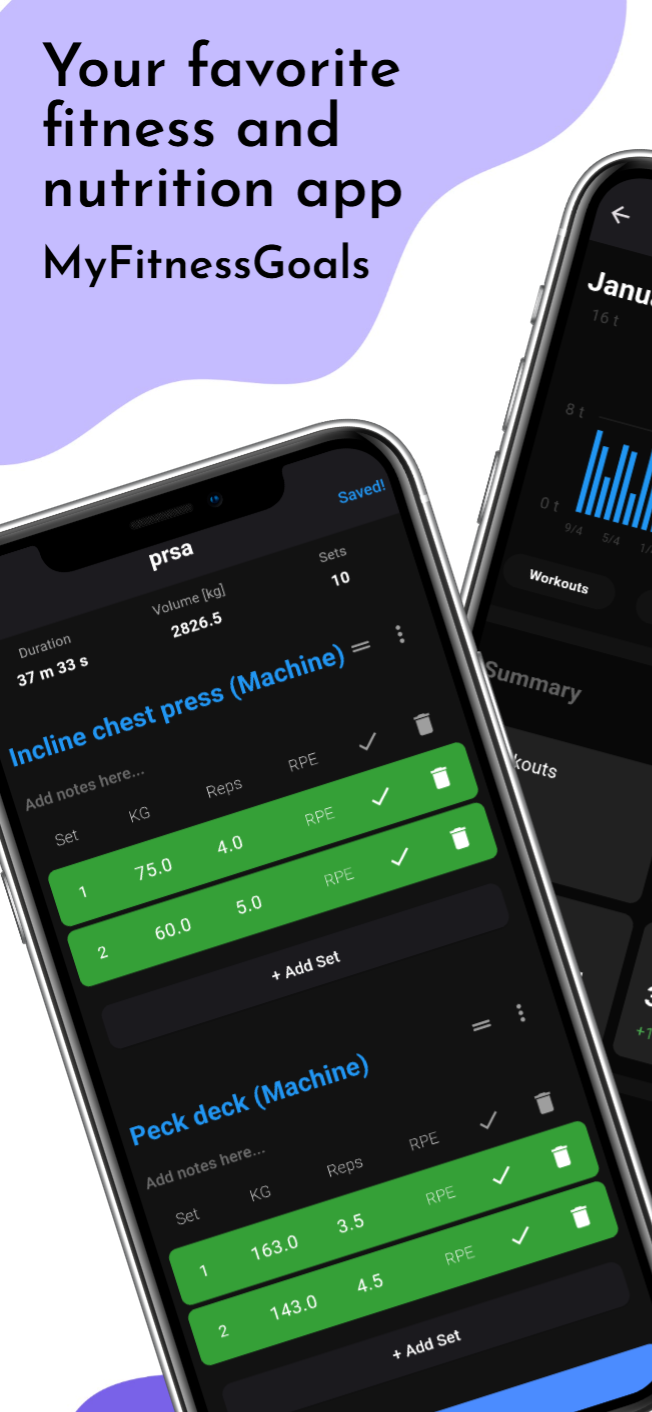 Your favorite
fitness and
nutrition app
MyFitnessGoals
Saved!
prsa
Duration
Volume [kg]
Sets
37 m 33 s
2826.5
10
Incline chest press (Machine)
Add notes here...
Set KG Reps RPE
1 75.0 4.0 RPE
2 60.0 5.0 RPE
+ Add Set
Peck deck (Machine)
Add notes here...
Set KG Reps RPE
1 163.0 3.5 RPE
2 143.0 4.5 RPE
+ Add Set
Janua
16 t
8 t
0 t
9/4 5/4 1/
Workouts
Summary
kouts
+1